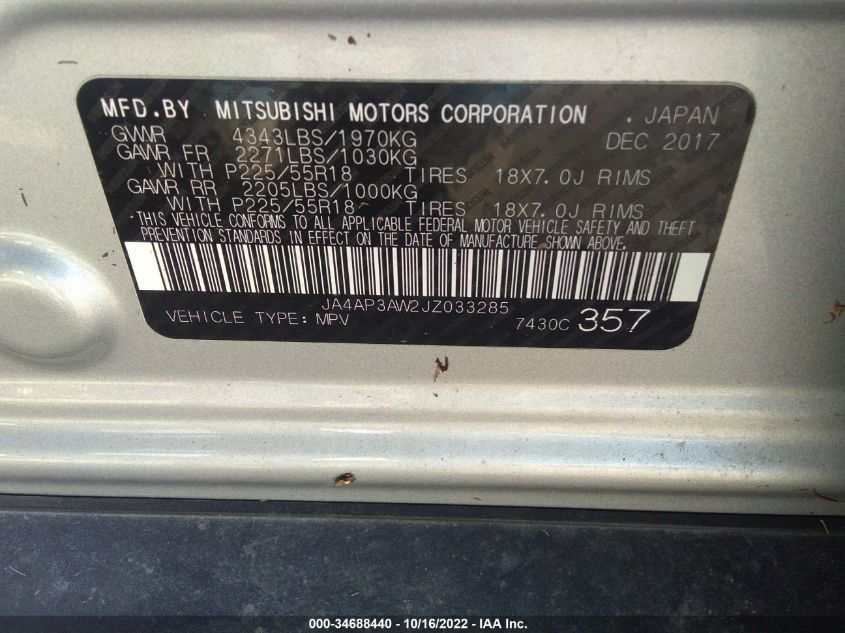 MFD.BY MITSUBISHI MOTORS CORPORATION . JAPAN
GVWR 4343LBS/1970KG DEC 2017
GAWR FR 2271LBS/1030KG
WITH P225/55R18 TIRES 18X7.0J RIMS
GAWR RR 2205LBS/1000KG
WITH P225/55R18 TIRES 18X7.0J RIMS
THIS VEHICLE CONFORMS TO ALL APPLICABLE FEDERAL MOTOR VEHICLE SAFETY AND THEFT
PREVENTION STANDARDS IN EFFECT ON THE DATE OF MANUFACTURE SHOWN ABOVE.
JA4AP3AW2JZ033285
VEHICLE TYPE: MPV 7430C 357
000-34688440 - 10/16/2022 - IAA Inc.